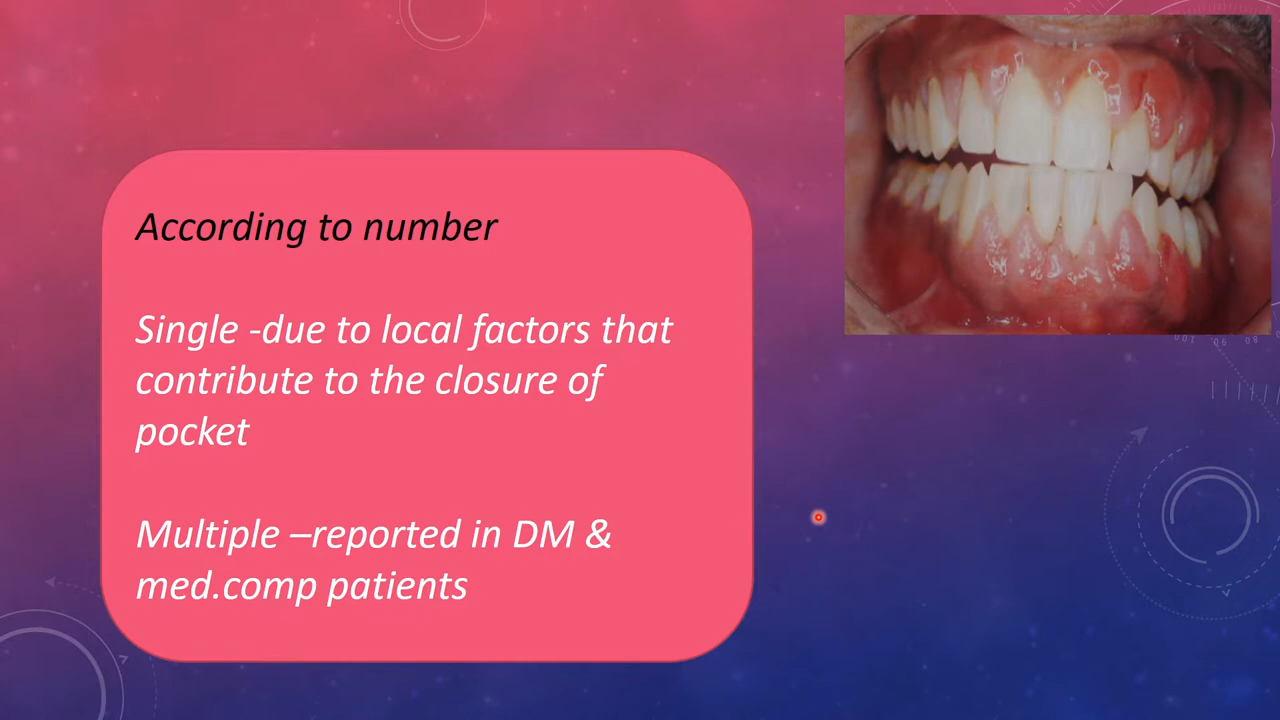 According to number
Single -due to local factors that
contribute to the closure of
pocket
Multiple –reported in DM &
med.comp patients